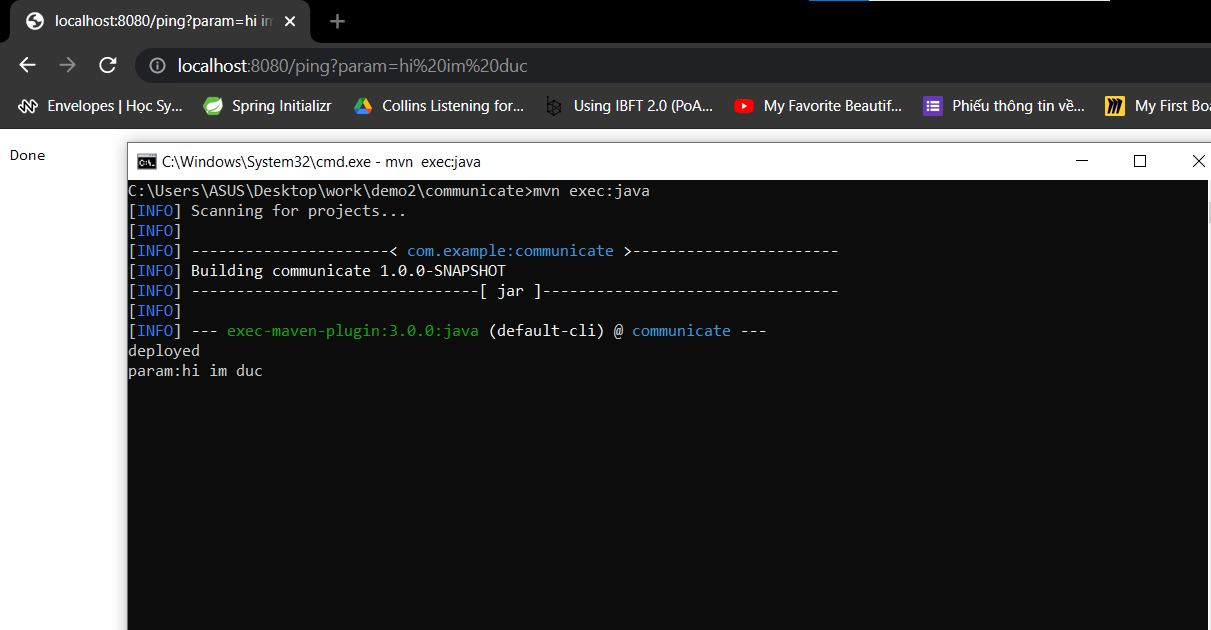 localhost:8080/ping?param=hi im
localhost:8080/ping?param=hi%20im%20duc
Envelopes | Học Sy...
Spring Initializr
Collins Listening for...
Using IBFT 2.0 (PoA...
My Favorite Beautif...
Phiếu thông tin về...
My First Bo
Done
C:\Windows\System32\cmd.exe - mvn  exec:java
C:\Users\ASUS\Desktop\work\demo2\communicate>mvn exec:java
[INFO] Scanning for projects...
[INFO]
[INFO] ----------------------< com.example:communicate >-----------------------
[INFO] Building communicate 1.0.0-SNAPSHOT
[INFO] --------------------------------[ jar ]---------------------------------
[INFO]
[INFO] --- exec-maven-plugin:3.0.0:java (default-cli) @ communicate ---
deployed
param:hi im duc